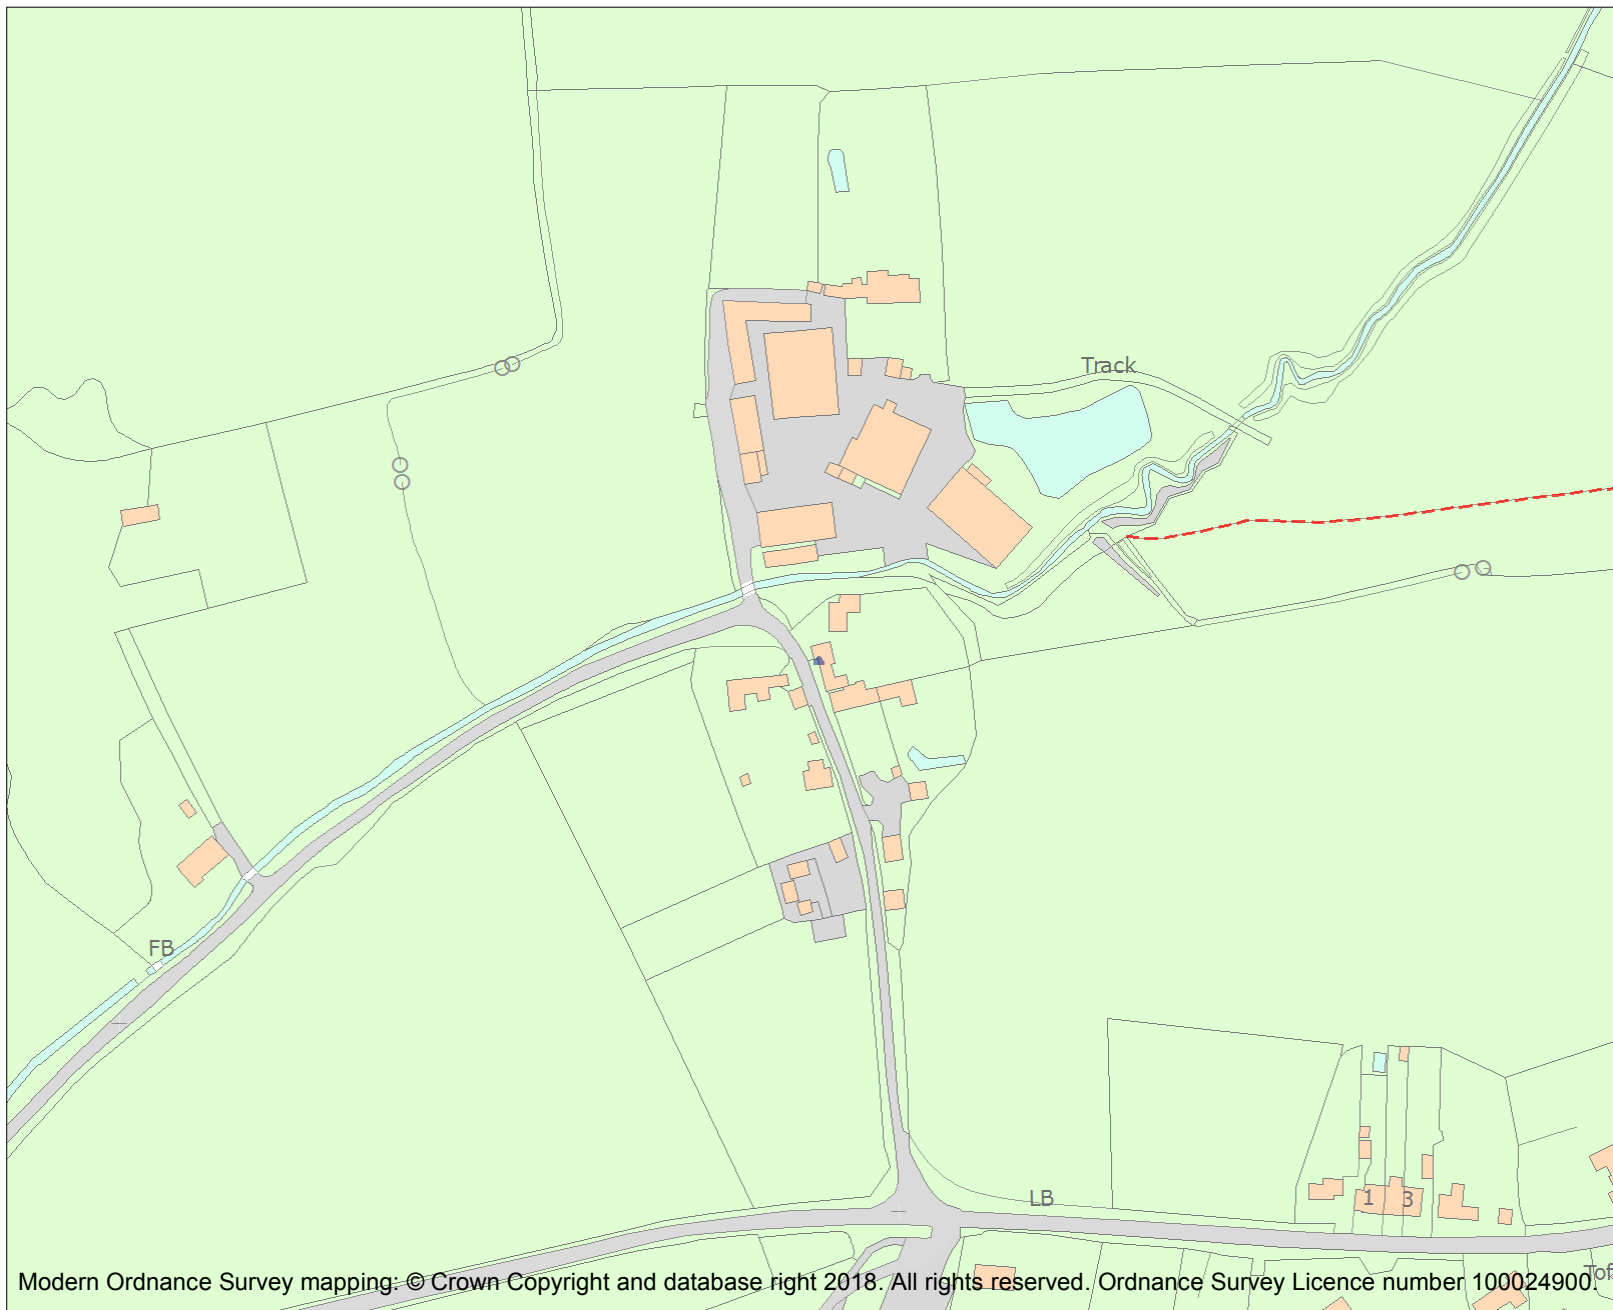 Track
FB
LB
1 3
Modern Ordnance Survey mapping: © Crown Copyright and database right 2018. All rights reserved. Ordnance Survey Licence number 100024900.